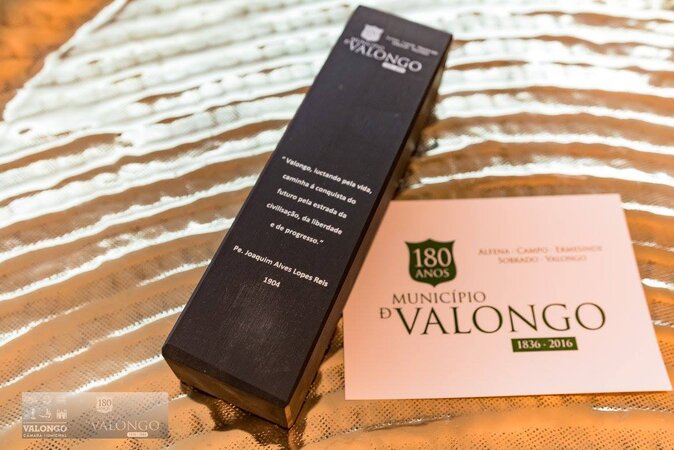 MUNICÍPIO
Đ VALONGO
" Valongo, luctando pela vida,
caminha á conquista do
futuro pela estrada da
civilisação, da liberdade
e de progresso."
Pe. Joaquim Alves Lopes Reis
1904
180
ANOS
ALFENA · CAMPO · ERMESINDE
SOBRADO · VALONGO
MUNICÍPIO
Đ VALONGO
1836 - 2016
VALONGO
CÂMARA MUNICIPAL
180
VALONGO